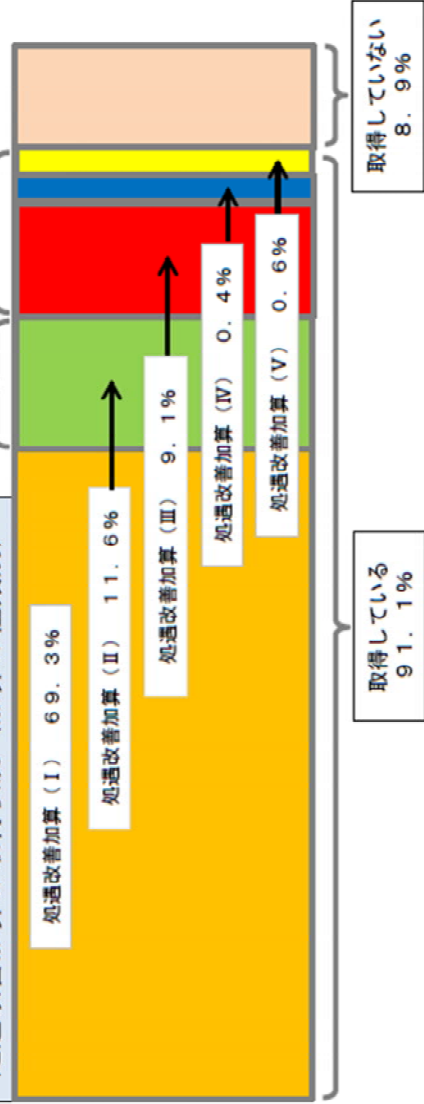 処遇改善加算（Ⅰ）　６９．３％
処遇改善加算（Ⅱ）　１１．６％
処遇改善加算（Ⅲ）　９．１％
処遇改善加算（Ⅳ）　０．４％
処遇改善加算（Ⅴ）　０．６％
取得している
９１．１％
取得していない
８．９％